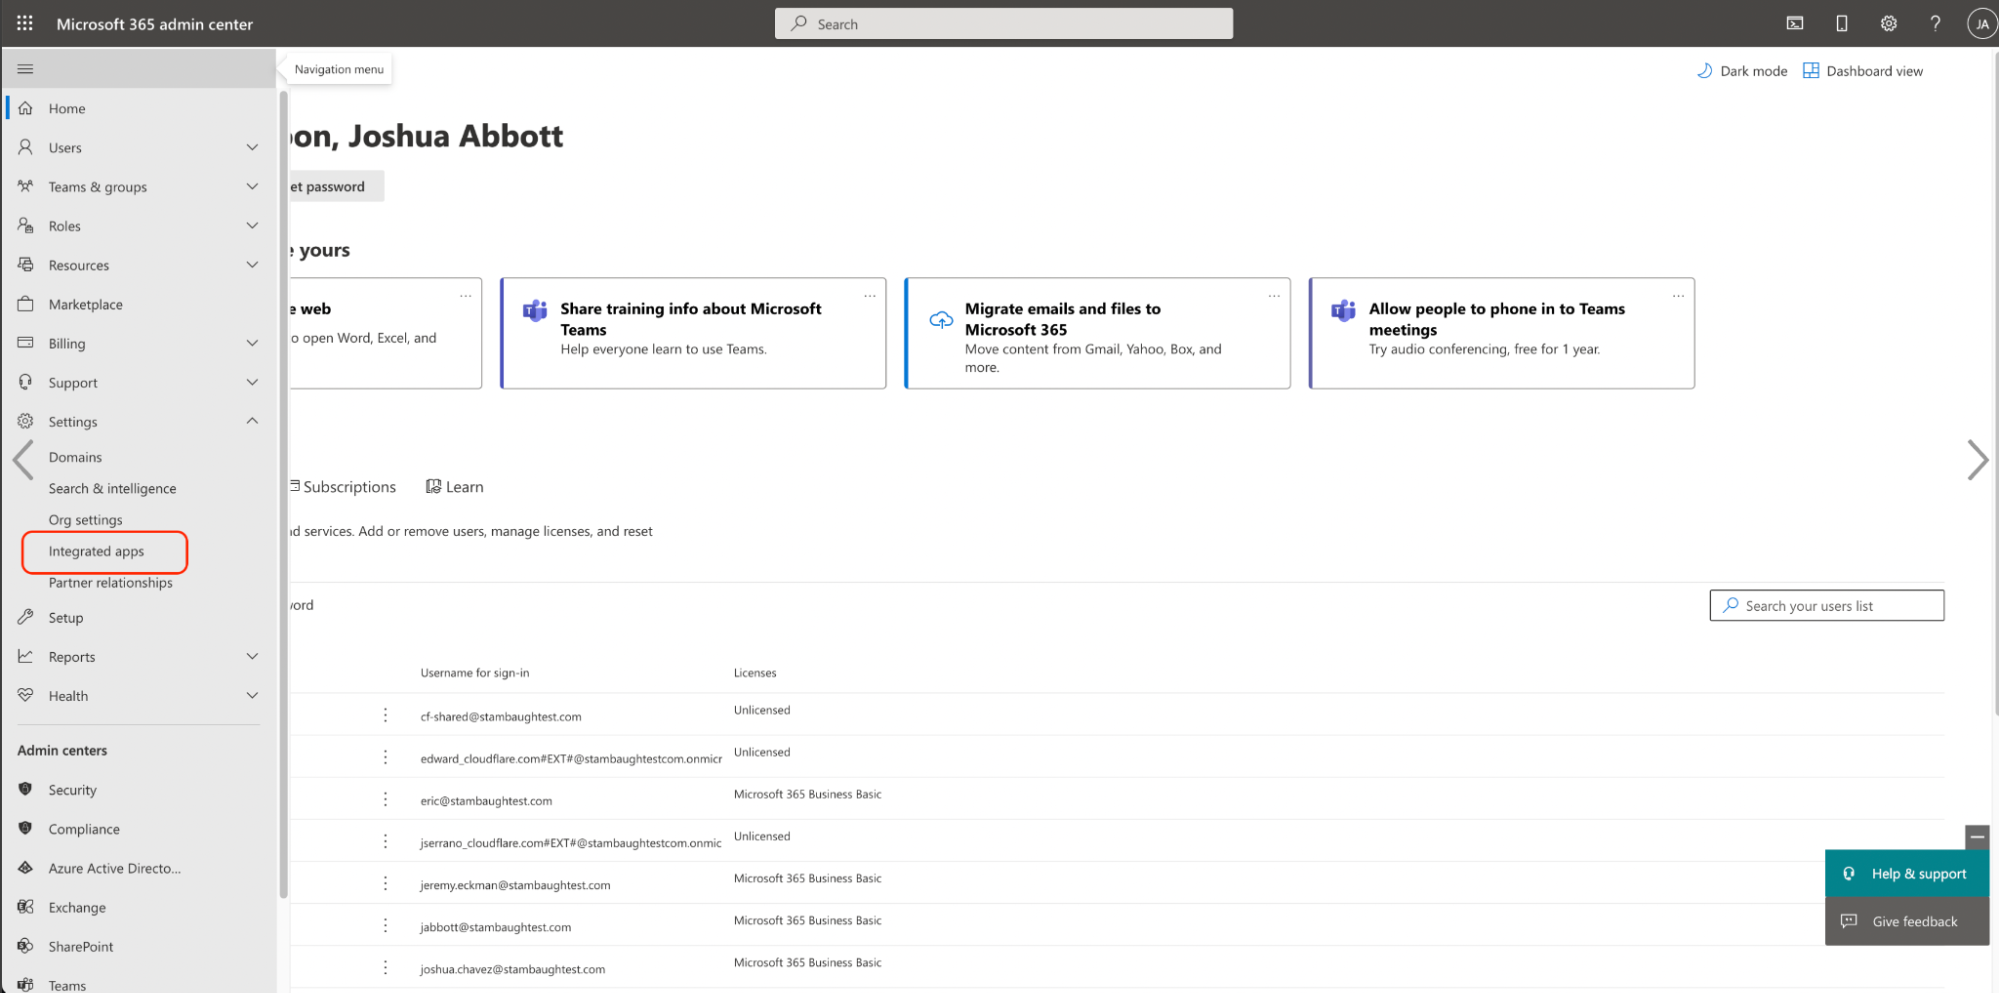 Microsoft 365 admin center
Search
JA
Navigation menu
Dark mode
Dashboard view
Home
Users
Teams & groups
Roles
Resources
Marketplace
Billing
Support
Settings
Domains
Search & intelligence
Org settings
Integrated apps
Partner relationships
Setup
Reports
Health
Admin centers
Security
Compliance
Azure Active Directo...
Exchange
SharePoint
Teams
oon, Joshua Abbott
et password
e yours
e web
o open Word, Excel, and
Share training info about Microsoft
Teams
Help everyone learn to use Teams.
Migrate emails and files to
Microsoft 365
Move content from Gmail, Yahoo, Box, and
more.
Allow people to phone in to Teams
meetings
Try audio conferencing, free for 1 year.
Subscriptions
Learn
nd services. Add or remove users, manage licenses, and reset
word
Search your users list
Username for sign-in
Licenses
cf-shared@stambaughtest.com
Unlicensed
edward_cloudflare.com#EXT#@stambaughtestcom.onmicr
Unlicensed
eric@stambaughtest.com
Microsoft 365 Business Basic
jserrano_cloudflare.com#EXT#@stambaughtestcom.onmic
Unlicensed
jeremy.eckman@stambaughtest.com
Microsoft 365 Business Basic
jabbott@stambaughtest.com
Microsoft 365 Business Basic
joshua.chavez@stambaughtest.com
Microsoft 365 Business Basic
Help & support
Give feedback